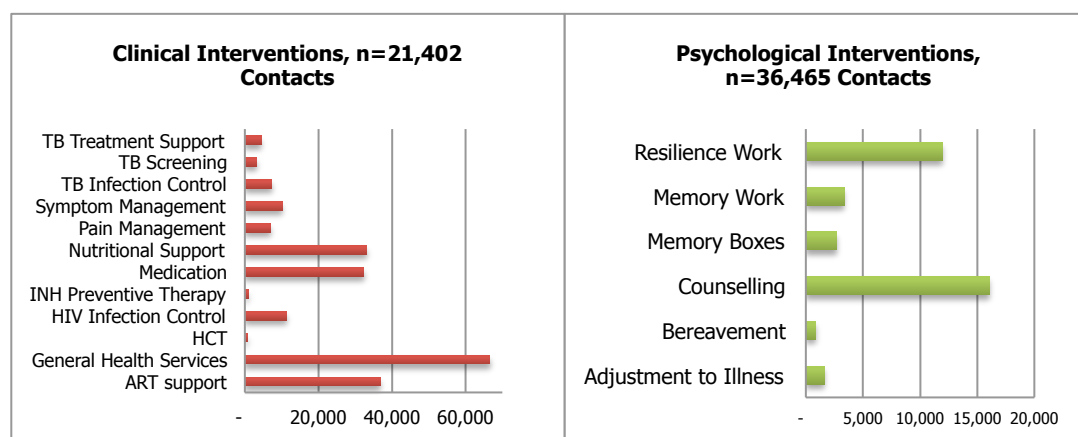 Clinical Interventions, n=21,402
Contacts
TB Treatment Support
TB Screening
TB Infection Control
Symptom Management
Pain Management
Nutritional Support
Medication
INH Preventive Therapy
HIV Infection Control
HCT
General Health Services
ART support
- 20,000 40,000 60,000
Psychological Interventions,
n=36,465 Contacts
Resilience Work
Memory Work
Memory Boxes
Counselling
Bereavement
Adjustment to Illness
- 5,000 10,000 15,000 20,000